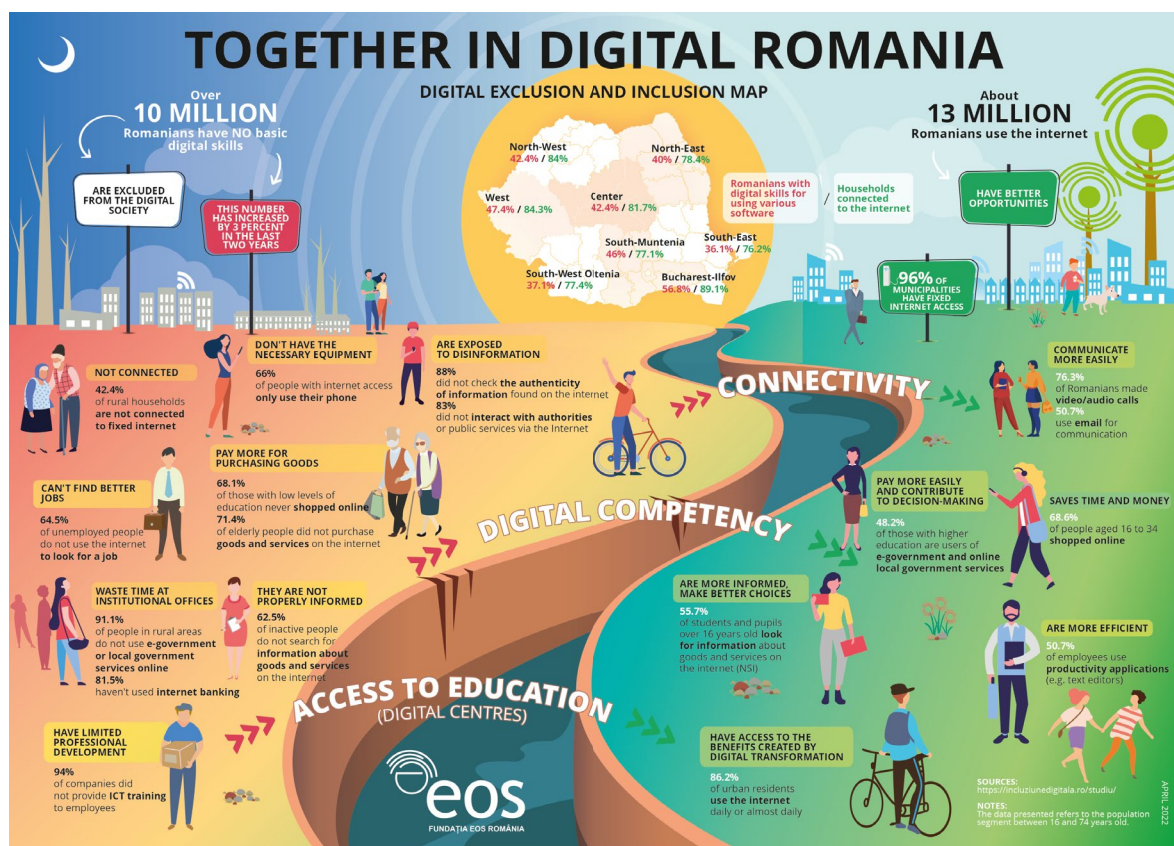 TOGETHER IN DIGITAL ROMANIA
DIGITAL EXCLUSION AND INCLUSION MAP
Over
10 MILLION
Romanians have NO basic
digital skills
ARE EXCLUDED
FROM THE DIGITAL
SOCIETY
THIS NUMBER
HAS INCREASED
BY 3 PERCENT
IN THE LAST
TWO YEARS
North-West
42.4% / 84%
North-East
40% / 78.4%
West
47.4% / 84.3%
Center
42.4% / 81.7%
South-Muntenia
46% / 77.1%
South-East
36.1% / 76.2%
South-West Oltenia
37.1% / 77.4%
Bucharest-Ilfov
56.8% / 89.1%
Romanians with
digital skills for
using various
software
/
Households
connected
to the internet
About
13 MILLION
Romanians use the internet
HAVE BETTER
OPPORTUNITIES
96% OF
MUNICIPALITIES
HAVE FIXED
INTERNET ACCESS
NOT CONNECTED
42.4%
of rural households
are not connected
to fixed internet
DON'T HAVE THE
NECESSARY EQUIPMENT
66%
of people with internet access
only use their phone
ARE EXPOSED
TO DISINFORMATION
88%
did not check the authenticity
of information found on the internet
83%
did not interact with authorities
or public services via the Internet
CAN'T FIND BETTER
JOBS
64.5%
of unemployed people
do not use the internet
to look for a job
PAY MORE FOR
PURCHASING GOODS
68.1%
of those with low levels of
education never shopped online
71.4%
of elderly people did not purchase
goods and services on the internet
WASTE TIME AT
INSTITUTIONAL OFFICES
91.1%
of people in rural areas
do not use e-government
or local government
services online
81.5%
haven't used internet banking
THEY ARE NOT
PROPERLY INFORMED
62.5%
of inactive people
do not search for
information about
goods and services
on the internet
HAVE LIMITED
PROFESSIONAL
DEVELOPMENT
94%
of companies did
not provide ICT training
to employees
CONNECTIVITY
DIGITAL COMPETENCY
ACCESS TO EDUCATION
(DIGITAL CENTRES)
eos
FUNDAȚIA EOS ROMÂNIA
COMMUNICATE
MORE EASILY
76.3%
of Romanians made
video/audio calls
50.7%
use email for
communication
PAY MORE EASILY
AND CONTRIBUTE
TO DECISION-MAKING
48.2%
of those with higher
education are users of
e-government and online
local government services
SAVES TIME AND MONEY
68.6%
of people aged 16 to 34
shopped online
ARE MORE INFORMED,
MAKE BETTER CHOICES
55.7%
of students and pupils
over 16 years old look
for information about
goods and services on
the internet (NSI)
ARE MORE EFFICIENT
50.7%
of employees use
productivity applications
(e.g. text editors)
HAVE ACCESS TO THE
BENEFITS CREATED BY
DIGITAL TRANSFORMATION
86.2%
of urban residents
use the internet
daily or almost daily
SOURCES:
https://incluziunedigitala.ro/studiu/
NOTES:
The data presented refers to the population
segment between 16 and 74 years old.
APRIL 2022